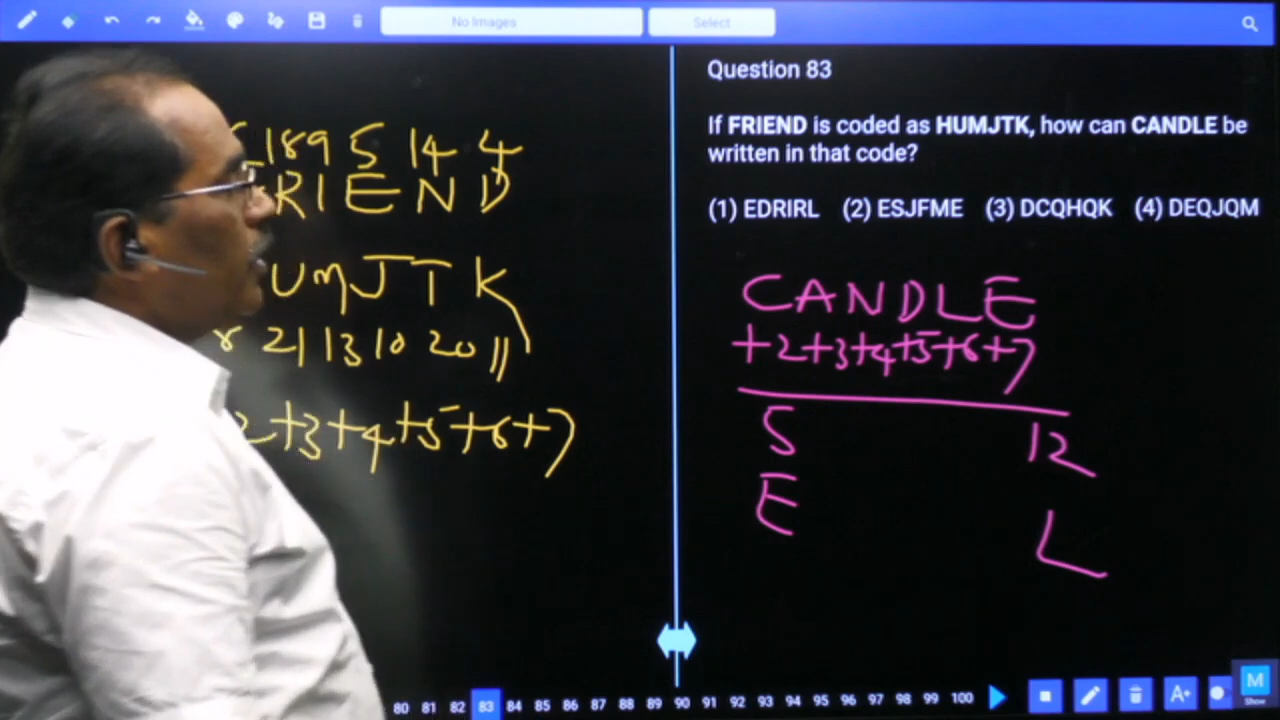 No Images
Select
Question 83
If FRIEND is coded as HUMJTK, how can CANDLE be
written in that code?
(1) EDRIRL (2) ESJFME (3) DCQHQK (4) DEQJQM
189 5 14 4
RIEND
UMJTK
8 21 13 10 20 11
2+3+4+5+6+7
CANDLE
+2+3+4+5+6+7
5 12
E L
80 81 82 83 84 85 86 87 88 89 90 91 92 93 94 95 96 97 98 99 100
A+
M
Show